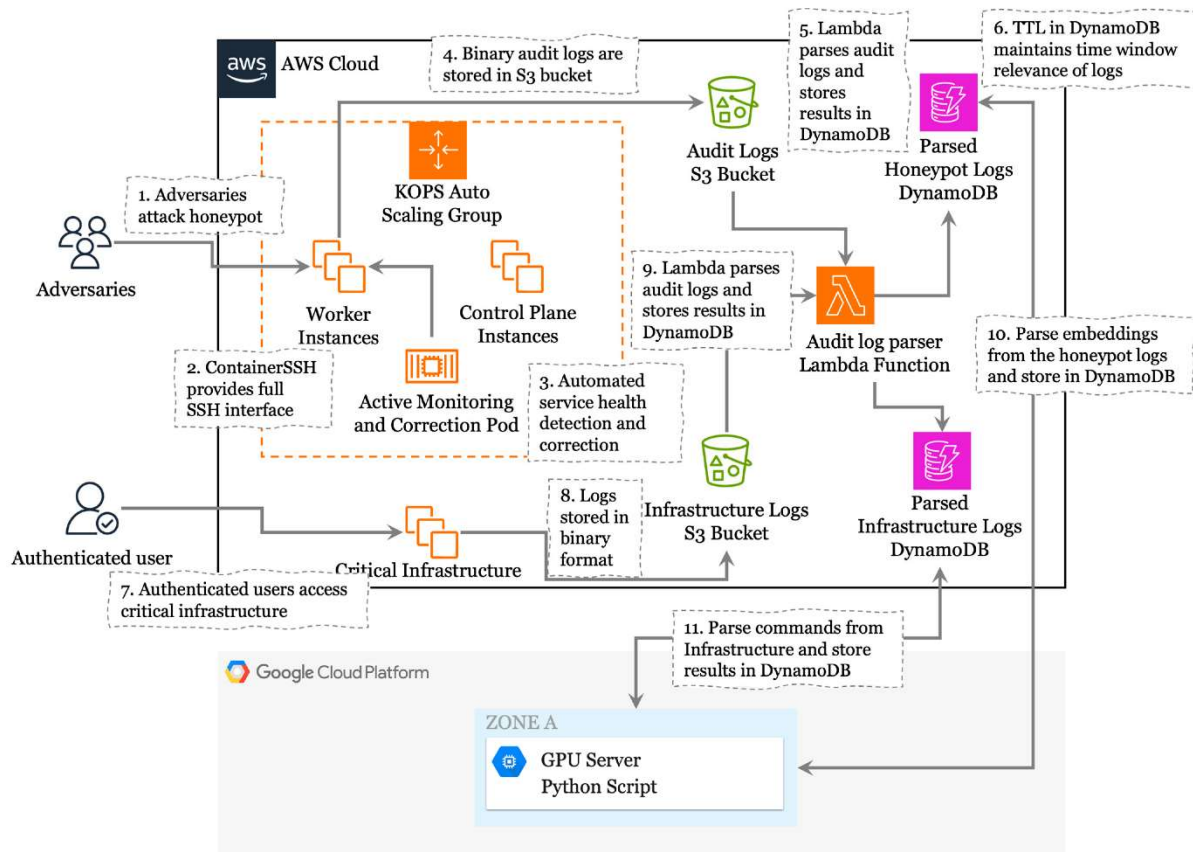 aws
AWS Cloud
4. Binary audit logs are
stored in S3 bucket
5. Lambda
parses audit
logs and
stores
results in
DynamoDB
6. TTL in DynamoDB
maintains time window
relevance of logs
KOPS Auto
Scaling Group
Audit Logs
S3 Bucket
Parsed
Honeypot Logs
DynamoDB
1. Adversaries
attack honeypot
Adversaries
Worker
Instances
Control Plane
Instances
9. Lambda parses
audit logs and
stores results in
DynamoDB
Audit log parser
Lambda Function
10. Parse embeddings
from the honeypot logs
and store in DynamoDB
2. ContainerSSH
provides full
SSH interface
Active Monitoring
and Correction Pod
3. Automated
service health
detection and
correction
Infrastructure Logs
S3 Bucket
Parsed
Infrastructure Logs
DynamoDB
8. Logs
stored in
binary
format
Authenticated user
Critical Infrastructure
7. Authenticated users access
critical infrastructure
11. Parse commands from
Infrastructure and store
results in DynamoDB
Google Cloud Platform
ZONE A
GPU Server
Python Script